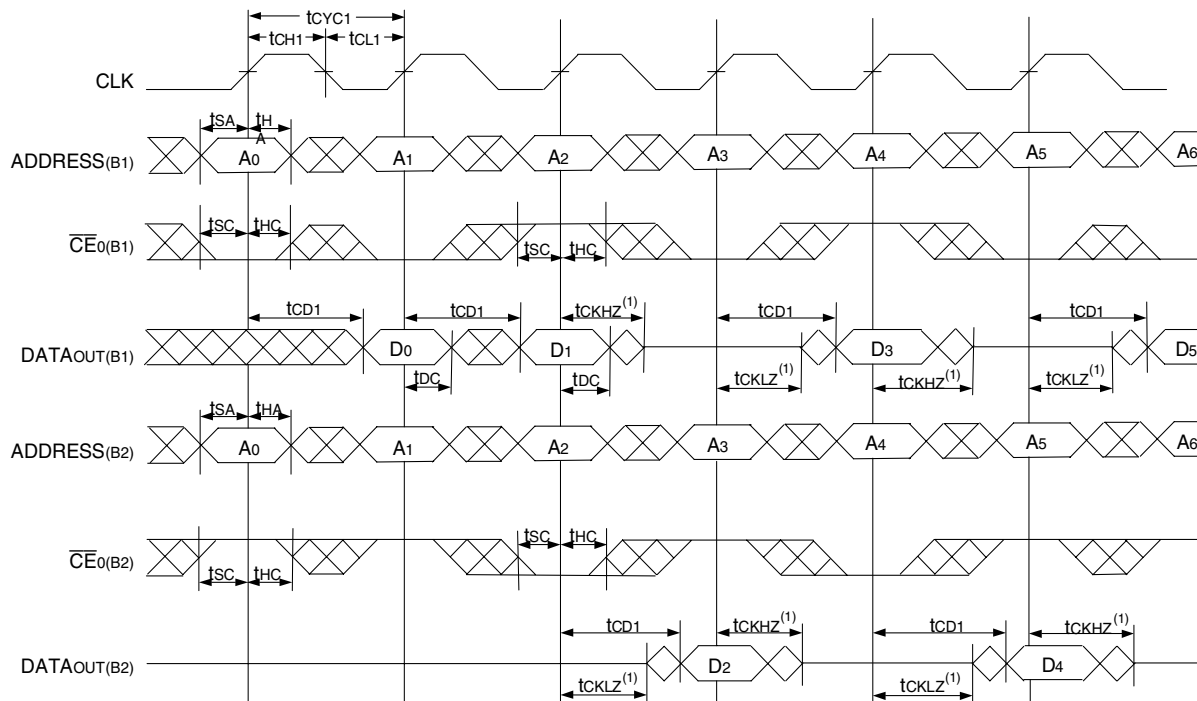 tCYC1
tCH1 tCL1
CLK
tSA tH
A
ADDRESS(B1) A0 A1 A2 A3 A4 A5 A6
tSC tHC
CE0(B1)
tSC tHC
tCD1 tCD1 tCKHZ(1) tCD1 tCD1
DATAOUT(B1) D0 D1 D3 D5
tDC tDC tCKLZ(1) tCKHZ(1) tCKLZ(1)
tSA tHA
ADDRESS(B2) A0 A1 A2 A3 A4 A5 A6
tSC tHC
CE0(B2)
tSC tHC
tCD1 tCKHZ(1) tCD1 tCKHZ(1)
DATAOUT(B2) D2 D4
tCKLZ(1) tCKLZ(1)